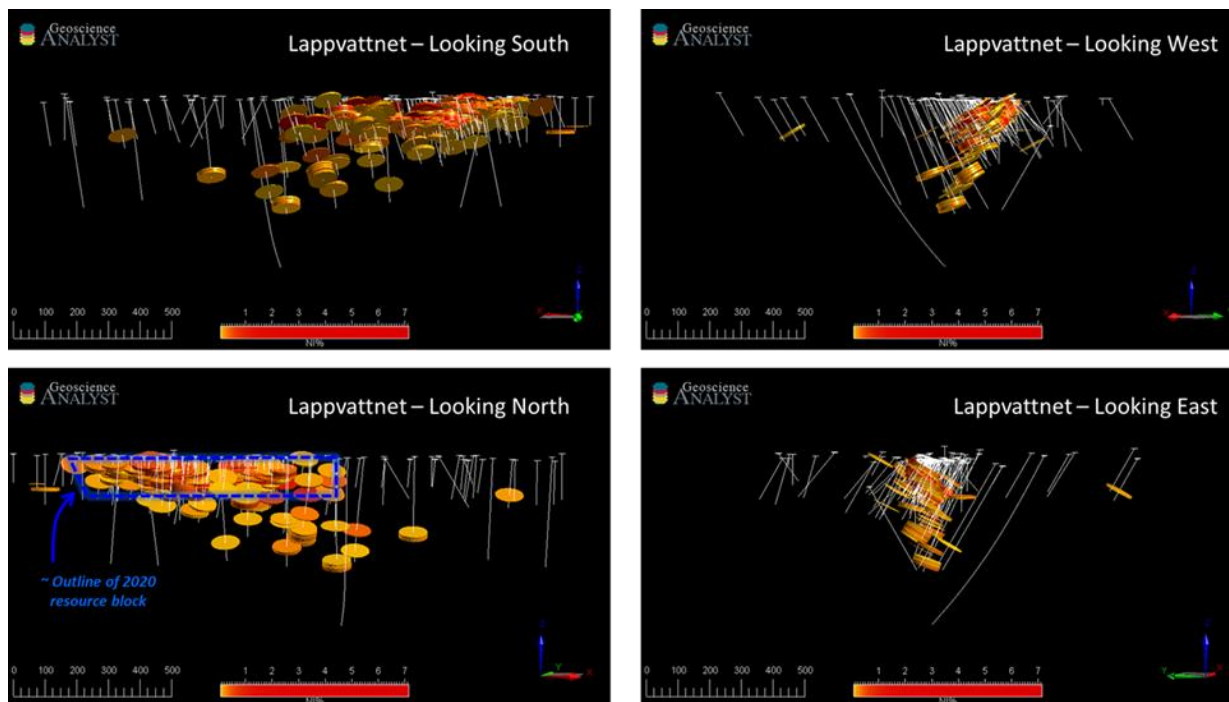 Geoscience
ANALYST
Lappvattnet – Looking South
0 100 200 300 400 500
1 2 3 4 5 6 7
NI%
X
Z
Geoscience
ANALYST
Lappvattnet – Looking West
0 100 200 300 400 500
1 2 3 4 5 6 7
NI%
X
Z
Geoscience
ANALYST
Lappvattnet – Looking North
~ Outline of 2020
resource block
0 100 200 300 400 500
1 2 3 4 5 6 7
NI%
Z
Y
X
Geoscience
ANALYST
Lappvattnet – Looking East
0 100 200 300 400 500
1 2 3 4 5 6 7
NI%
Z
Y
X